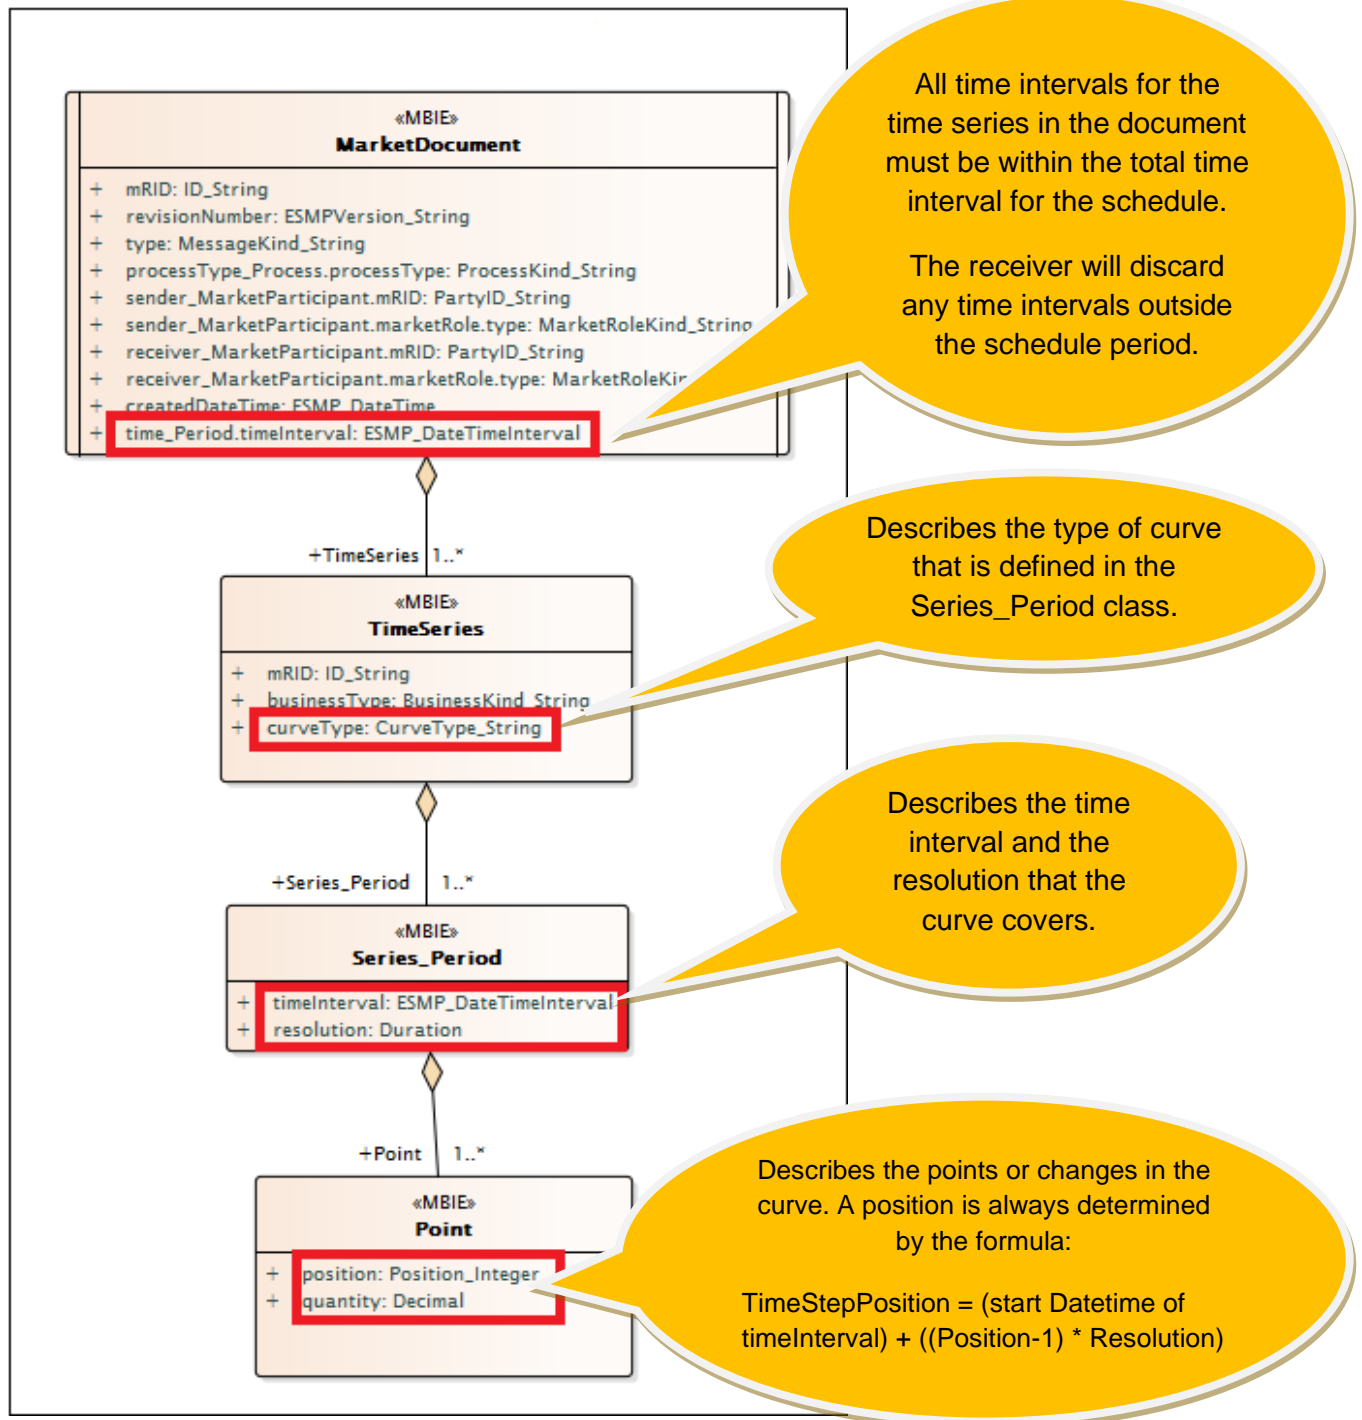 «MBIE»
MarketDocument
+ mRID: ID_String
+ revisionNumber: ESMPVersion_String
+ type: MessageKind_String
+ processType_Process.processType: ProcessKind_String
+ sender_MarketParticipant.mRID: PartyID_String
+ sender_MarketParticipant.marketRole.type: MarketRoleKind_String
+ receiver_MarketParticipant.mRID: PartyID_String
+ receiver_MarketParticipant.marketRole.type:
+ createdDateTime: ESMP_DateTime
+ time_Period.timeInterval: ESMP_DateTimeInterval
All time intervals for the
time series in the document
must be within the total time
interval for the schedule.
The receiver will discard
any time intervals outside
the schedule period.
+TimeSeries 1..*
«MBIE»
TimeSeries
+ mRID: ID_String
+ businessType: BusinessKind_String
+ curveType: CurveType_String
Describes the type of curve
that is defined in the
Series_Period class.
+Series_Period 1..*
«MBIE»
Series_Period
+ timeInterval: ESMP_DateTimeInterval
+ resolution: Duration
Describes the time
interval and the
resolution that the
curve covers.
+Point 1..*
«MBIE»
Point
+ position: Position_Integer
+ quantity: Decimal
Describes the points or changes in the
curve. A position is always determined
by the formula:
TimeStepPosition = (start Datetime of
timeInterval) + ((Position-1) * Resolution)